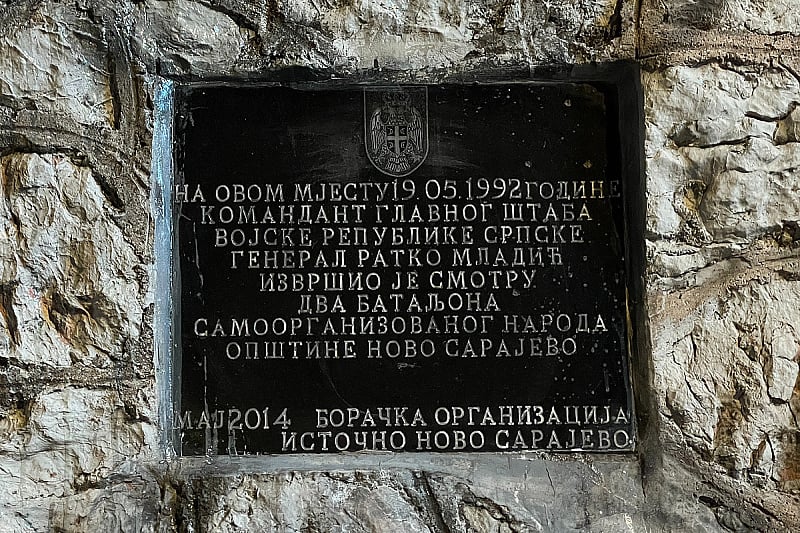 НА ОВОМ МЈЕСТУ 19.05.1992 ГОДИНЕ
КОМАНДАНТ ГЛАВНОГ ШТАБА
ВОЈСКЕ РЕПУБЛИКЕ СРПСКЕ
ГЕНЕРАЛ РАТКО МЛАДИЋ
ИЗВРШИО ЈЕ СМОТРУ
ДВА БАТАЉОНА
САМООРГАНИЗОВАНОГ НАРОДА
ОПШТИНЕ НОВО САРАЈЕВО
МАЈ 2014 БОРАЧКА ОРГАНИЗАЦИЈА
ИСТОЧНО НОВО САРАЈЕВО